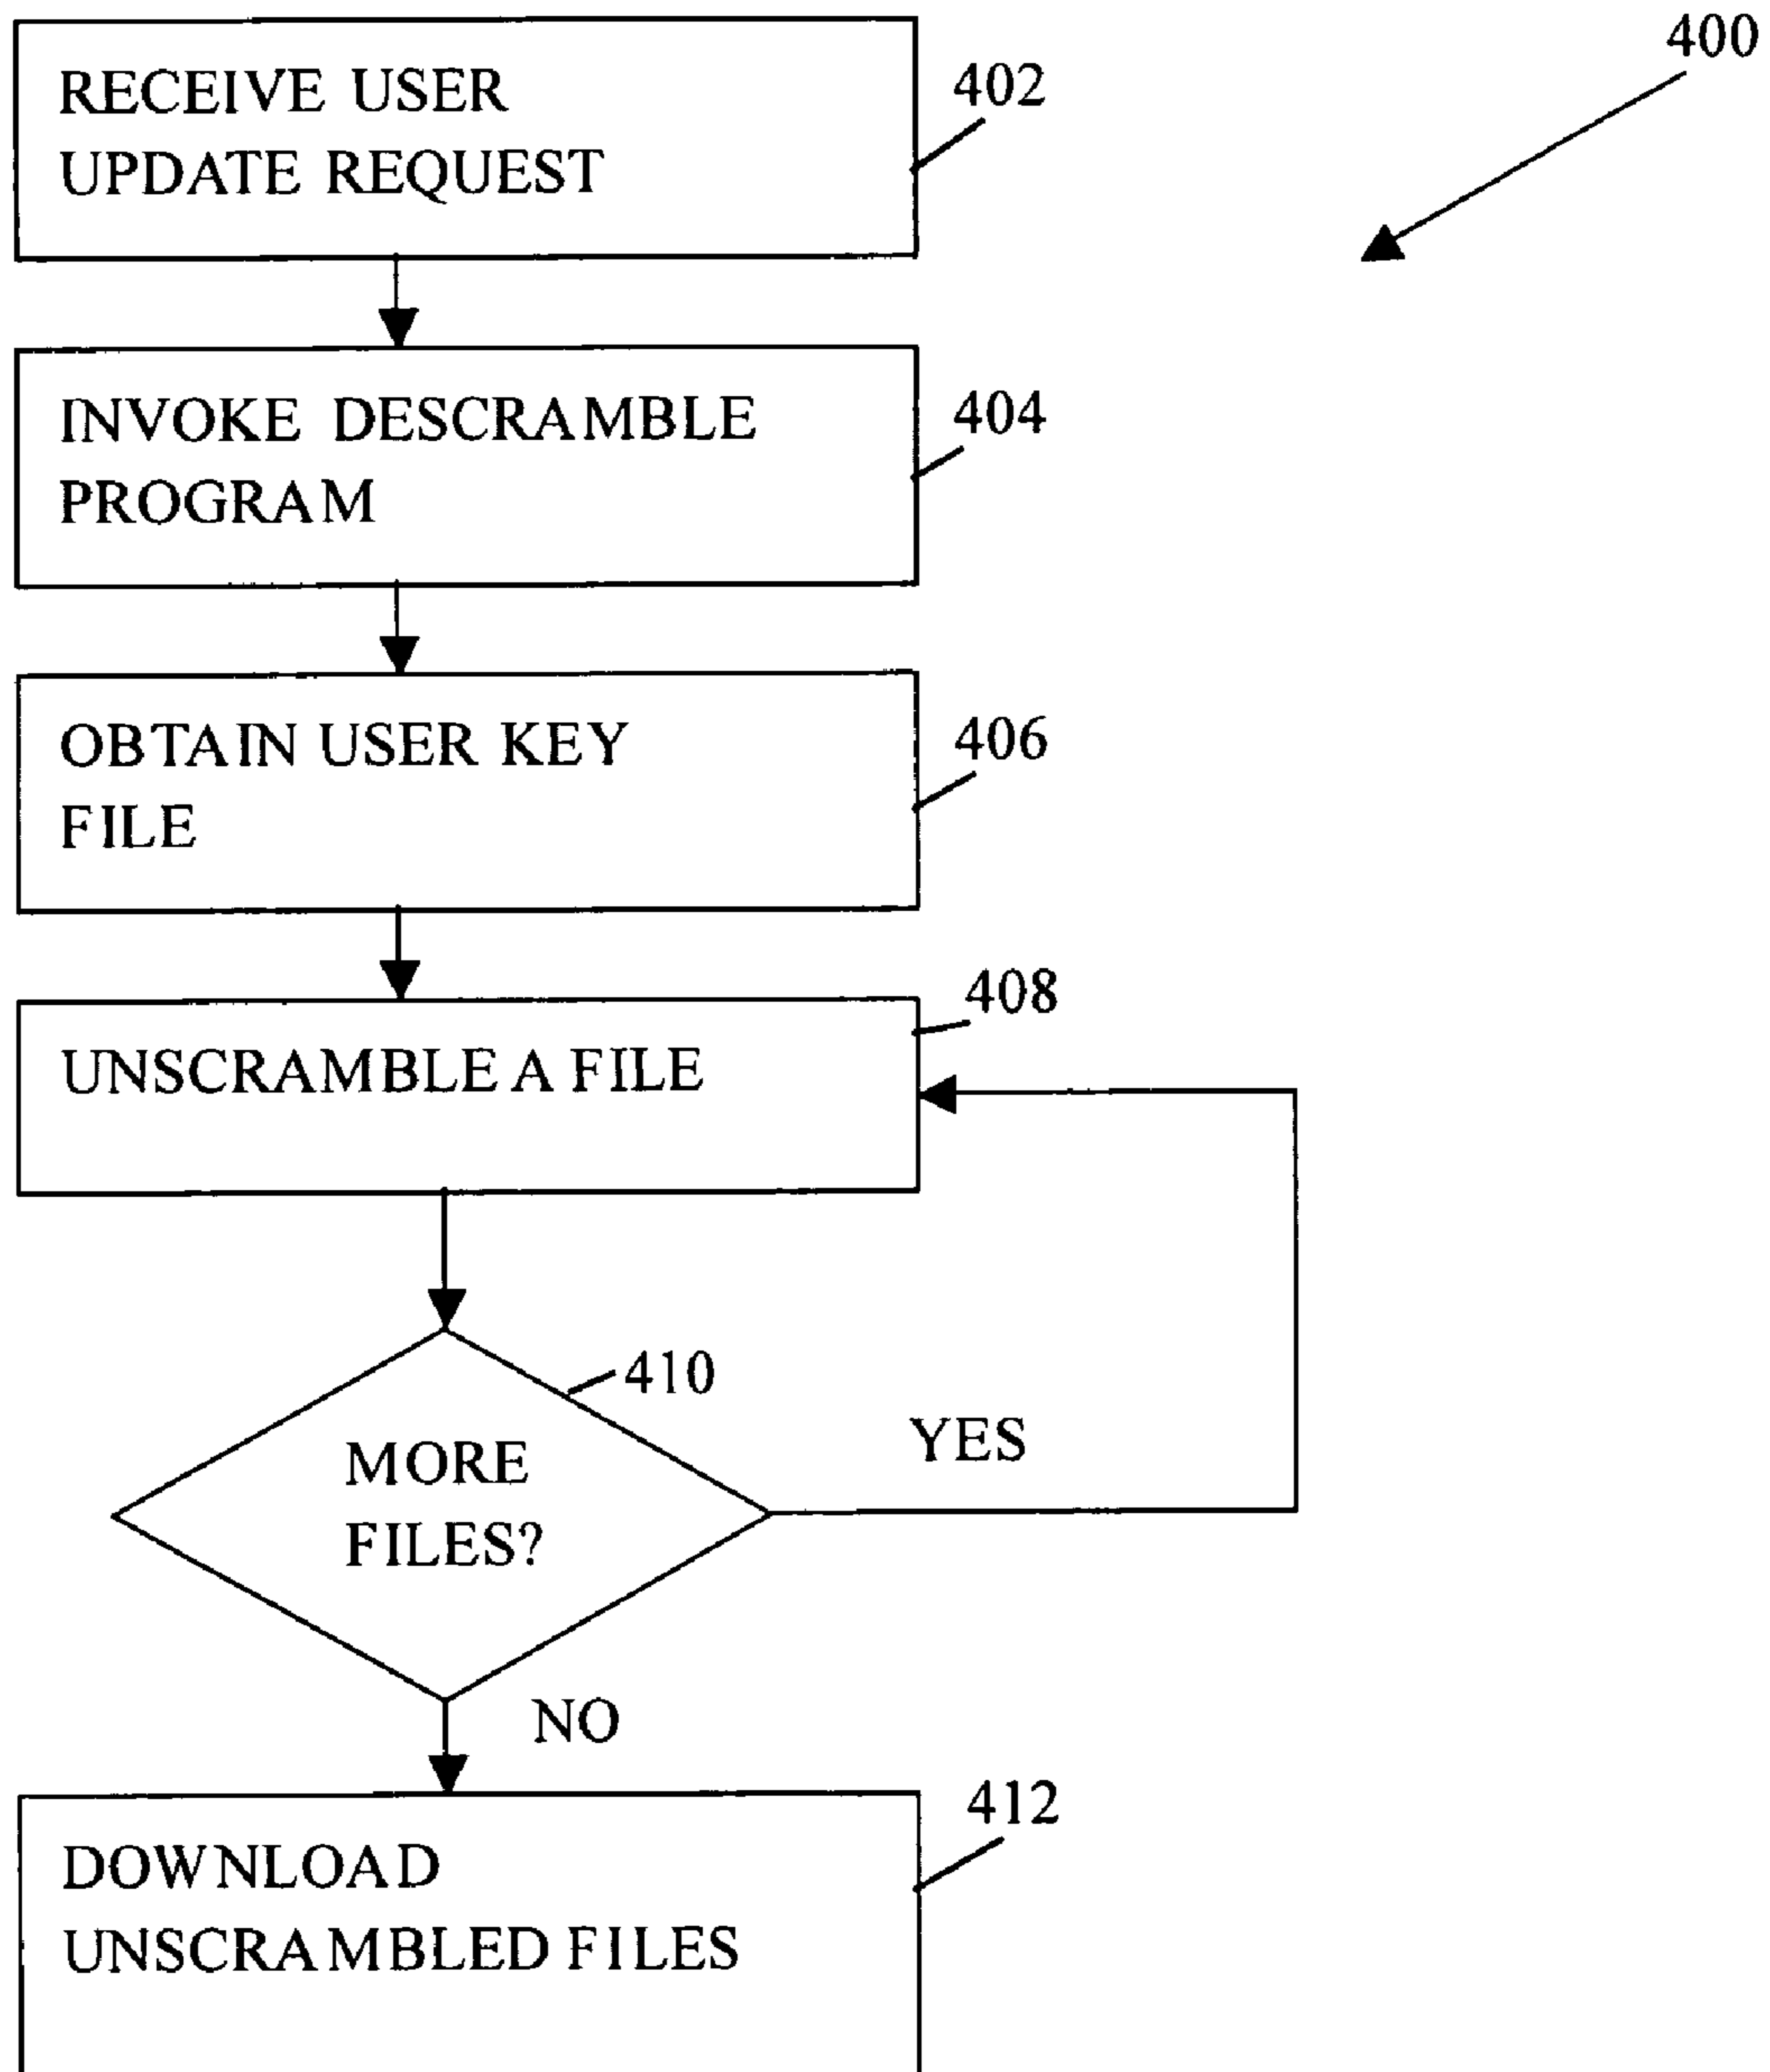 400
RECEIVE USER
UPDATE REQUEST
402
INVOKE DESCRAMBLE
PROGRAM
404
OBTAIN USER KEY
FILE
406
UNSCRAMBLE A FILE
408
410
MORE
FILES?
YES
NO
DOWNLOAD
UNSCRAMBLED FILES
412